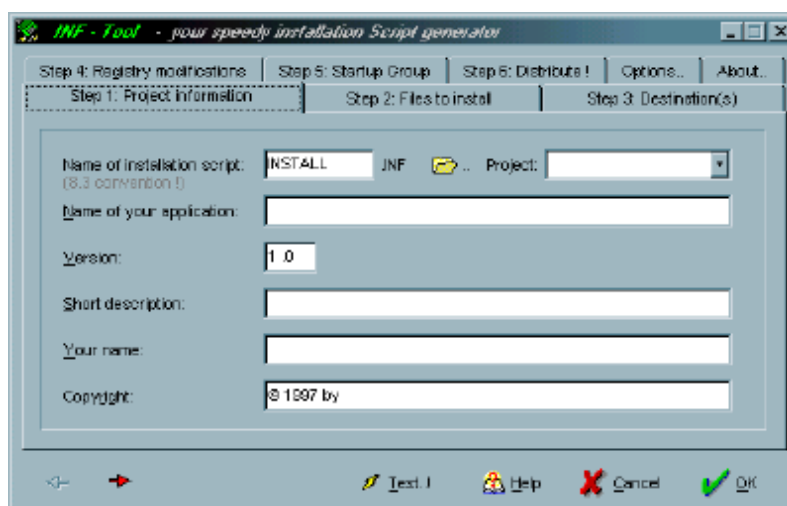 INF - Tool - your speedy installation Script generator
Step 4: Registry modifications Step 5: Startup Group Step 6: Distribute ! Options.. About..
Step 1: Project information Step 2: Files to install Step 3: Destination(s)
Name of installation script: INSTALL .INF .. Project:
(8.3 convention !)
Name of your application:
Version: 1.0
Short description:
Your name:
Copyright: © 1997 by
Test ! Help Cancel OK